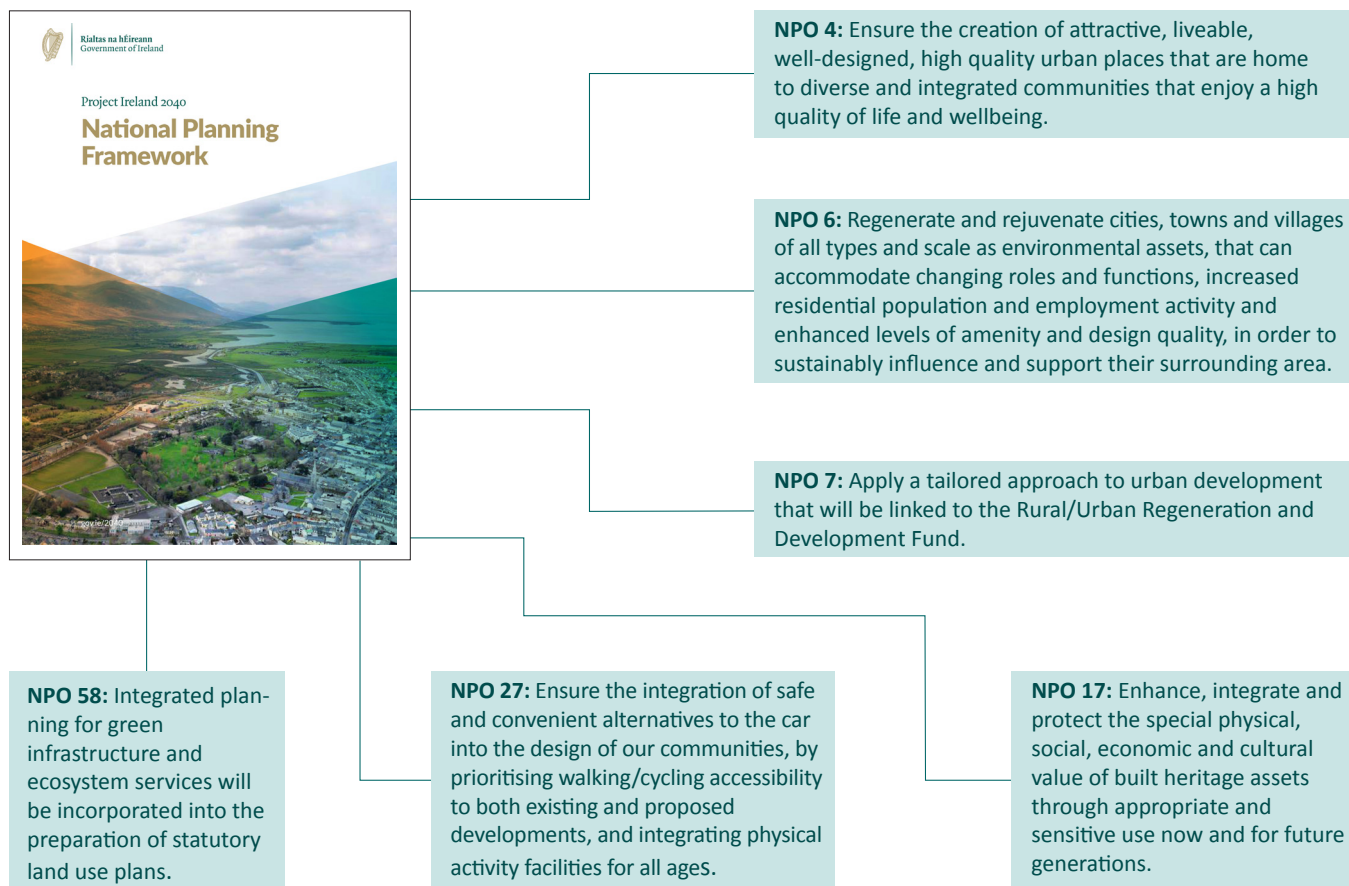 Rialtas na hÉireann
Government of Ireland
Project Ireland 2040
National Planning
Framework
gov.ie/2040
NPO 4: Ensure the creation of attractive, liveable,
well-designed, high quality urban places that are home
to diverse and integrated communities that enjoy a high
quality of life and wellbeing.
NPO 6: Regenerate and rejuvenate cities, towns and villages
of all types and scale as environmental assets, that can
accommodate changing roles and functions, increased
residential population and employment activity and
enhanced levels of amenity and design quality, in order to
sustainably influence and support their surrounding area.
NPO 7: Apply a tailored approach to urban development
that will be linked to the Rural/Urban Regeneration and
Development Fund.
NPO 58: Integrated plan-
ning for green
infrastructure and
ecosystem services will
be incorporated into the
preparation of statutory
land use plans.
NPO 27: Ensure the integration of safe
and convenient alternatives to the car
into the design of our communities, by
prioritising walking/cycling accessibility
to both existing and proposed
developments, and integrating physical
activity facilities for all ages.
NPO 17: Enhance, integrate and
protect the special physical,
social, economic and cultural
value of built heritage assets
through appropriate and
sensitive use now and for future
generations.